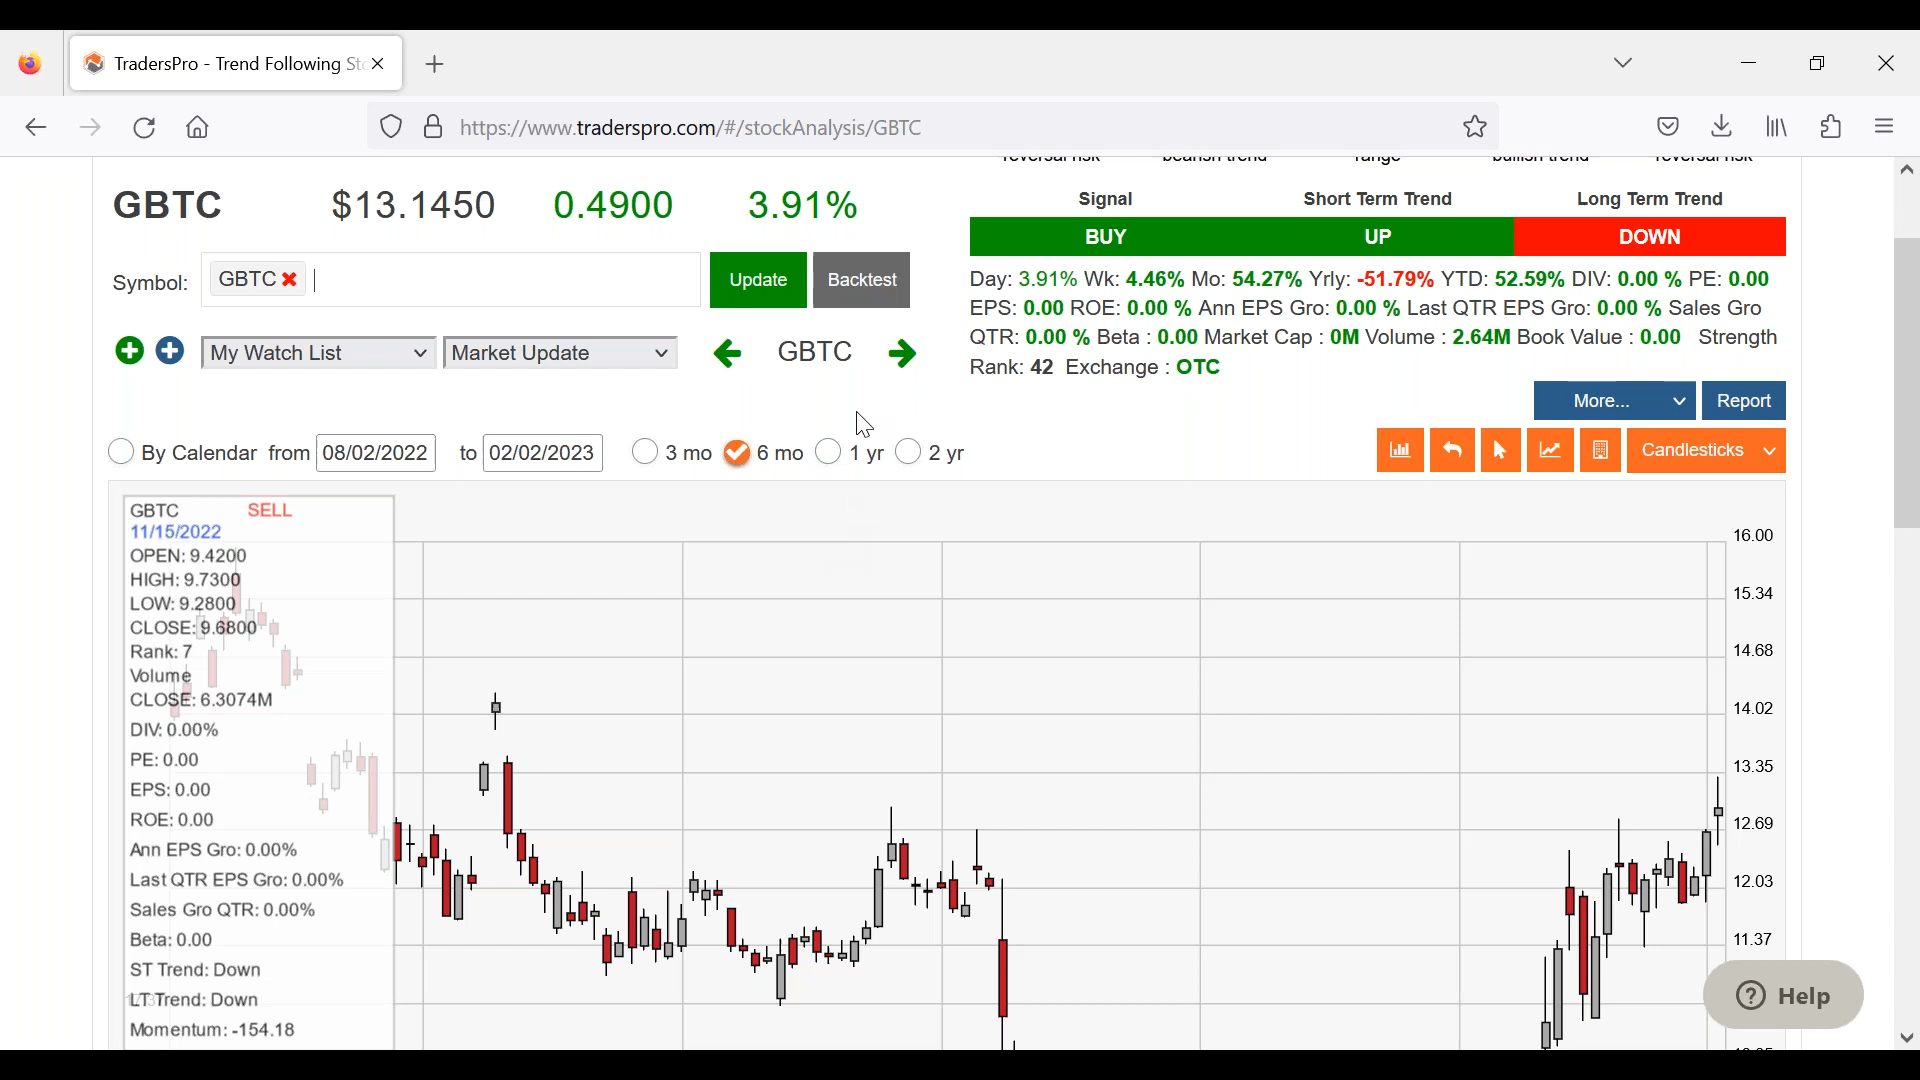 TradersPro - Trend Following Sto
https://www.traderspro.com/#/stockAnalysis/GBTC
GBTC $13.1450 0.4900 3.91%
Signal Short Term Trend Long Term Trend
BUY UP DOWN
Symbol: GBTC Update Backtest
Day: 3.91% Wk: 4.46% Mo: 54.27% Yrly: -51.79% YTD: 52.59% DIV: 0.00 % PE: 0.00
EPS: 0.00 ROE: 0.00 % Ann EPS Gro: 0.00 % Last QTR EPS Gro: 0.00 % Sales Gro
QTR: 0.00 % Beta : 0.00 Market Cap : 0M Volume : 2.64M Book Value : 0.00 Strength
Rank: 42 Exchange : OTC
My Watch List Market Update GBTC
More... Report
By Calendar from 08/02/2022 to 02/02/2023 3 mo 6 mo 1 yr 2 yr
Candlesticks
GBTC SELL
11/15/2022
OPEN: 9.4200
HIGH: 9.7300
LOW: 9.2800
CLOSE: 9.6800
Rank: 7
Volume
CLOSE: 6.3074M
DIV: 0.00%
PE: 0.00
EPS: 0.00
ROE: 0.00
Ann EPS Gro: 0.00%
Last QTR EPS Gro: 0.00%
Sales Gro QTR: 0.00%
Beta: 0.00
ST Trend: Down
LT Trend: Down
Momentum: -154.18
16.00
15.34
14.68
14.02
13.35
12.69
12.03
11.37
Help